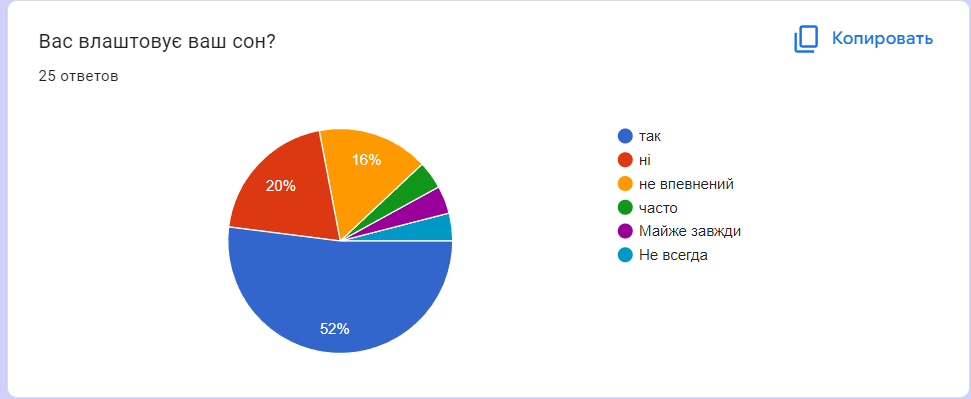 Вас влаштовує ваш сон?
Копировать
25 ответов
16%
20%
52%
так
ні
не впевнений
часто
Майже завжди
Не всегда